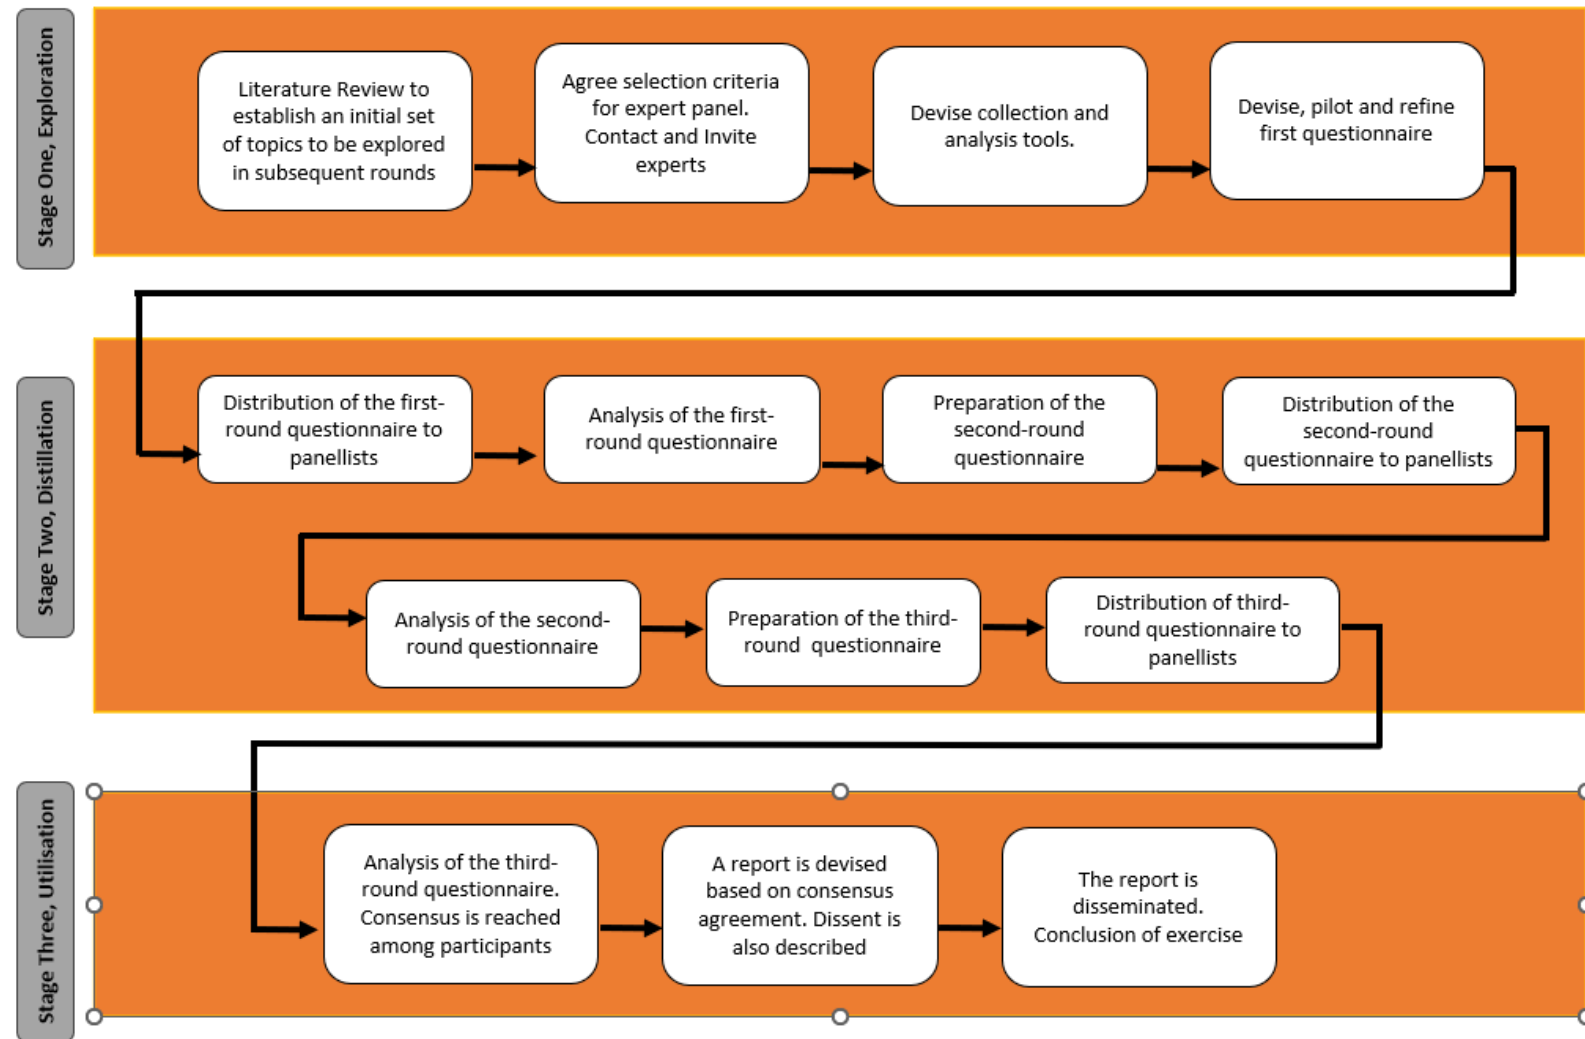 Stage One, Exploration
Literature Review to
establish an initial set
of topics to be explored
in subsequent rounds
Agree selection criteria
for expert panel.
Contact and Invite
experts
Devise collection and
analysis tools.
Devise, pilot and refine
first questionnaire
Stage Two, Distillation
Distribution of the first-
round questionnaire to
panellists
Analysis of the first-
round questionnaire
Preparation of the
second-round
questionnaire
Distribution of the
second-round
questionnaire to panellists
Analysis of the second-
round questionnaire
Preparation of the third-
round questionnaire
Distribution of third-
round questionnaire to
panellists
Stage Three, Utilisation
Analysis of the third-
round questionnaire.
Consensus is reached
among participants
A report is devised
based on consensus
agreement. Dissent is
also described
The report is
disseminated.
Conclusion of exercise